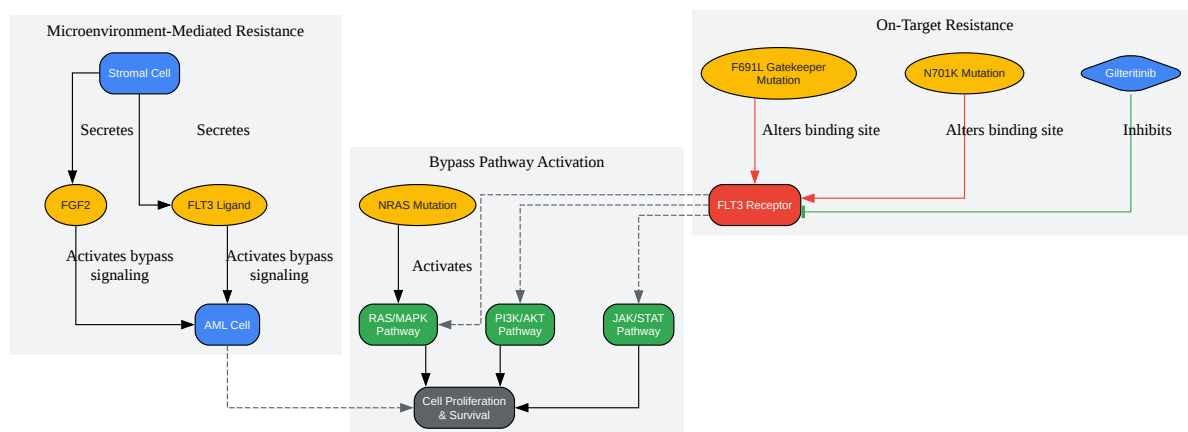 Microenvironment-Mediated Resistance
Stromal Cell
Secretes
Secretes
FGF2
FLT3 Ligand
Activates bypass
signaling
Activates bypass
signaling
AML Cell
Bypass Pathway Activation
NRAS Mutation
Activates
RAS/MAPK
Pathway
PI3K/AKT
Pathway
JAK/STAT
Pathway
Cell Proliferation
& Survival
On-Target Resistance
F691L Gatekeeper
Mutation
N701K Mutation
Gilteritinib
Alters binding site
Alters binding site
Inhibits
FLT3 Receptor